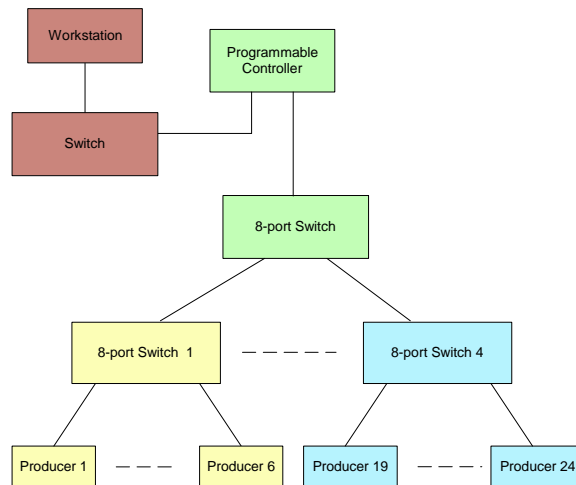 Workstation
Programmable
Controller
Switch
8-port Switch
8-port Switch 1
8-port Switch 4
Producer 1
Producer 6
Producer 19
Producer 24